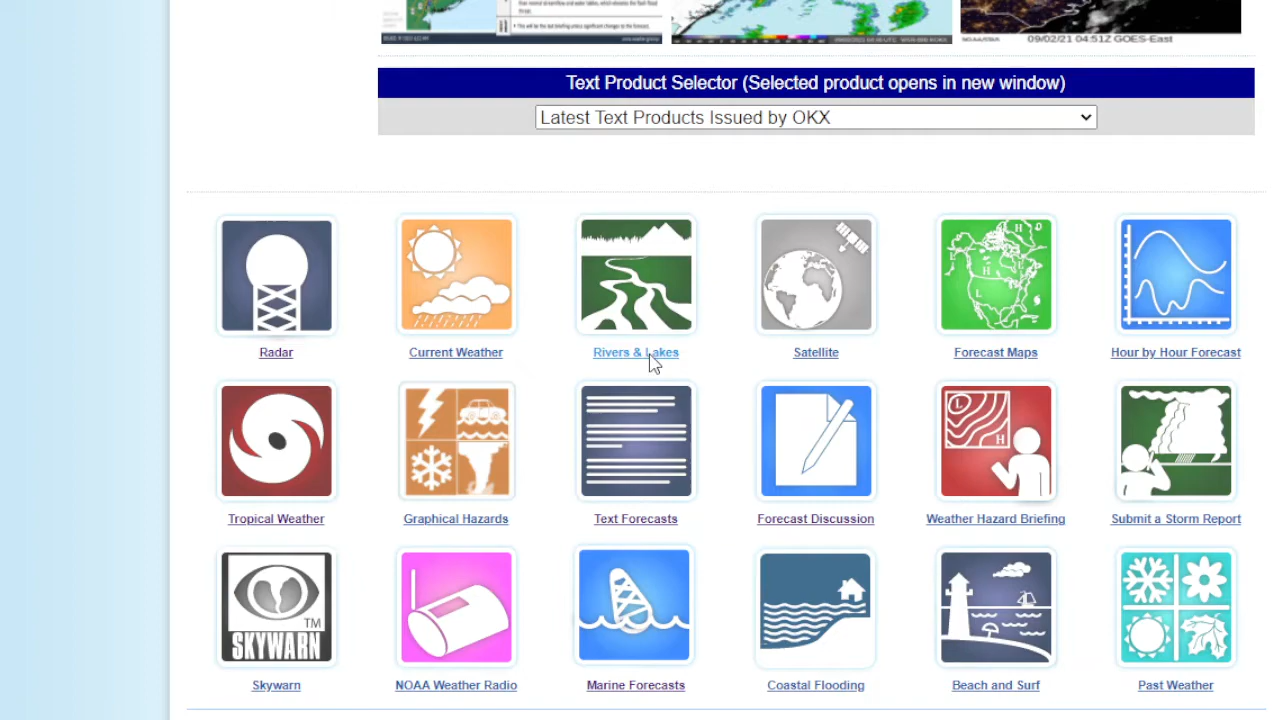 09/02/21 04:51Z GOES-East
Text Product Selector (Selected product opens in new window)
Latest Text Products Issued by OKX
Radar
Current Weather
Rivers & Lakes
Satellite
Forecast Maps
Hour by Hour Forecast
Tropical Weather
Graphical Hazards
Text Forecasts
Forecast Discussion
Weather Hazard Briefing
Submit a Storm Report
TM
SKYWARN
Skywarn
NOAA Weather Radio
Marine Forecasts
Coastal Flooding
Beach and Surf
Past Weather